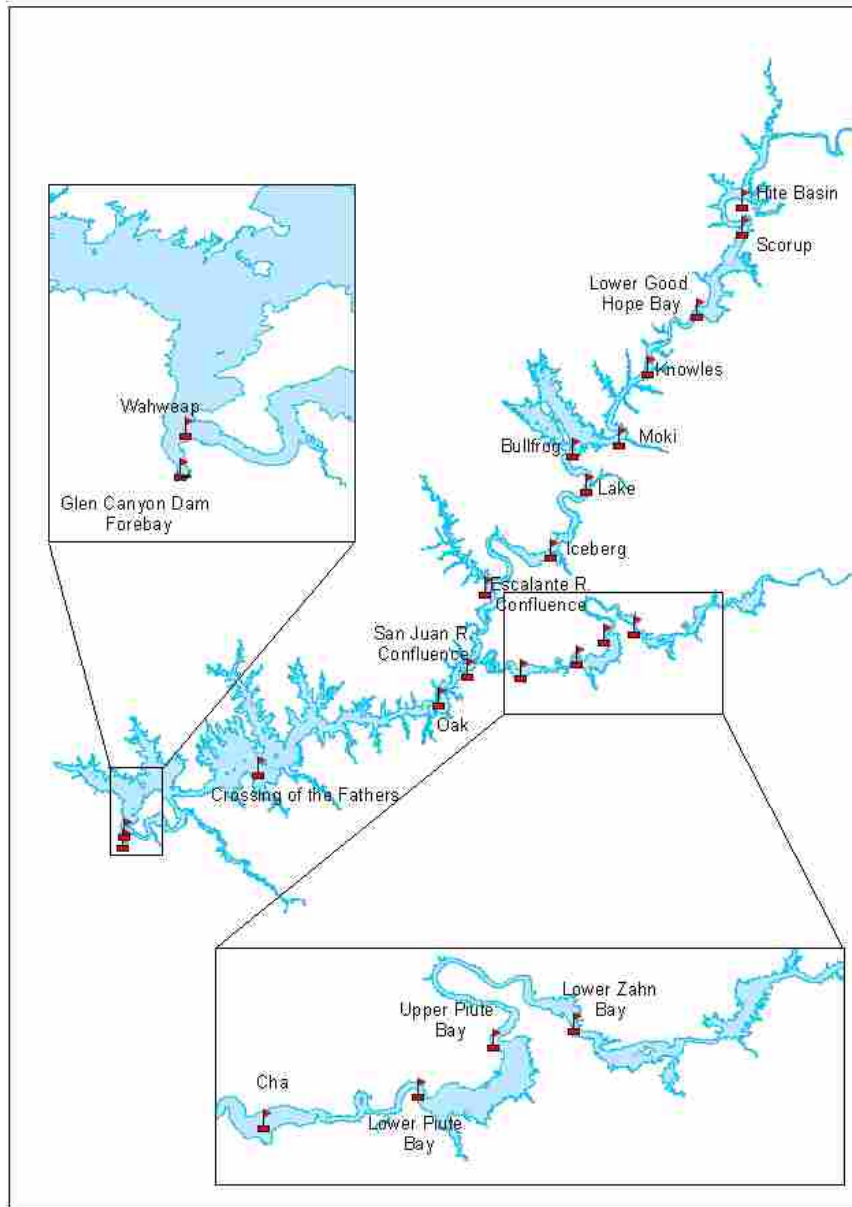 Hite Basin
Scorup
Lower Good
Hope Bay
Knowles
Wahweap
Moki
Bullfrog
Lake
Glen Canyon Dam
Forebay
Iceberg
Escalante R.
Confluence
San Juan R.
Confluence
Oak
Crossing of the Fathers
Lower Zahn
Bay
Upper Piute
Bay
Cha
Lower Piute
Bay